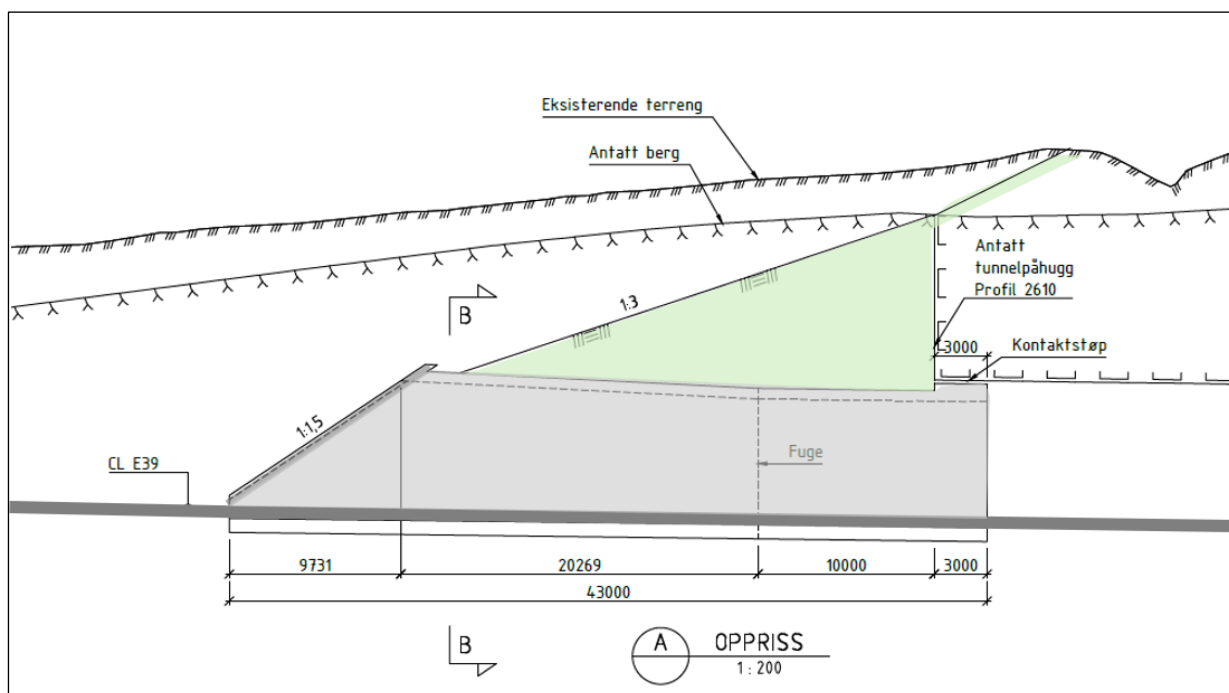 Eksisterende terreng
Antatt berg
Antatt
tunnelpåhugg
Profil 2610
B
1:3
3000
Kontaktstøp
1:1,5
CL E39
Fuge
9731
20269
10000
3000
43000
B
A
OPPRISS
1:200